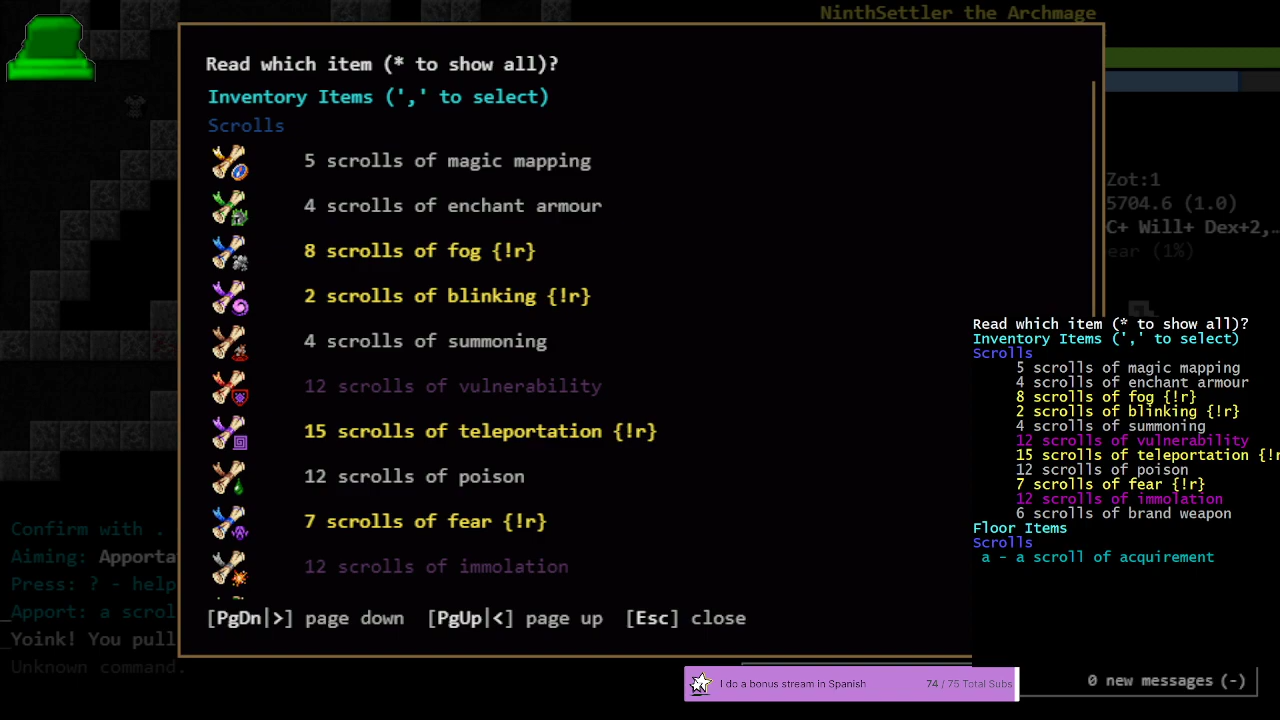 NinthSettler the Archmage
Read which item (* to show all)?
Inventory Items (',' to select)
Scrolls
5 scrolls of magic mapping
4 scrolls of enchant armour
8 scrolls of fog {!r}
2 scrolls of blinking {!r}
4 scrolls of summoning
12 scrolls of vulnerability
15 scrolls of teleportation {!r}
12 scrolls of poison
7 scrolls of fear {!r}
12 scrolls of immolation
[PgDn|>] page down [PgUp|<] page up [Esc] close
Zot:1
5704.6 (1.0)
C+ Will+ Dex+2,…
ear (1%)
Read which item (* to show all)?
Inventory Items (',' to select)
Scrolls
5 scrolls of magic mapping
4 scrolls of enchant armour
8 scrolls of fog {!r}
2 scrolls of blinking {!r}
4 scrolls of summoning
12 scrolls of vulnerability
15 scrolls of teleportation {!r
12 scrolls of poison
7 scrolls of fear {!r}
12 scrolls of immolation
6 scrolls of brand weapon
Floor Items
Scrolls
a - a scroll of acquirement
Confirm with .
Aiming: Apporta
Press: ? - help
_Apport: a scrol
_Yoink! You pull
Unknown command.
I do a bonus stream in Spanish 74 / 75 Total Subs
0 new messages (-)